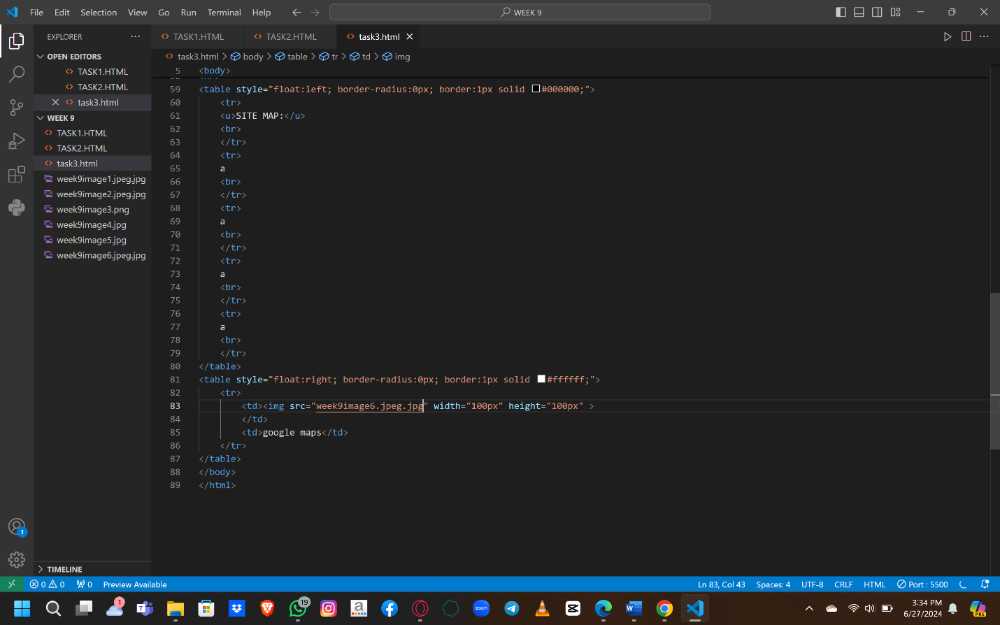 File Edit Selection View Go Run Terminal Help
WEEK 9
EXPLORER
TASK1.HTML
TASK2.HTML
task3.html
task3.html > body > table > tr > td > img
OPEN EDITORS
TASK1.HTML
TASK2.HTML
task3.html
WEEK 9
TASK1.HTML
TASK2.HTML
task3.html
week9image1.jpeg.jpg
week9image2.jpeg.jpg
week9image3.png
week9image4.jpg
week9image5.jpg
week9image6.jpeg.jpg
TIMELINE
5 <body>
59 <table style="float:left; border-radius:0px; border:1px solid #000000;">
60 <tr>
61 <u>SITE MAP:</u>
62 <br>
63 </tr>
64 <tr>
65 a
66 <br>
67 </tr>
68 <tr>
69 a
70 <br>
71 </tr>
72 <tr>
73 a
74 <br>
75 </tr>
76 <tr>
77 a
78 <br>
79 </tr>
80 </table>
81 <table style="float:right; border-radius:0px; border:1px solid #ffffff;">
82 <tr>
83 <td><img src="week9image6.jpeg.jpg" width="100px" height="100px" >
84 </td>
85 <td>google maps</td>
86 </tr>
87 </table>
88 </body>
89 </html>
1
0 0 0 Preview Available
Ln 83, Col 43 Spaces: 4 UTF-8 CRLF HTML Port : 5500
1
19
zoom
3:34 PM
6/27/2024
PRE